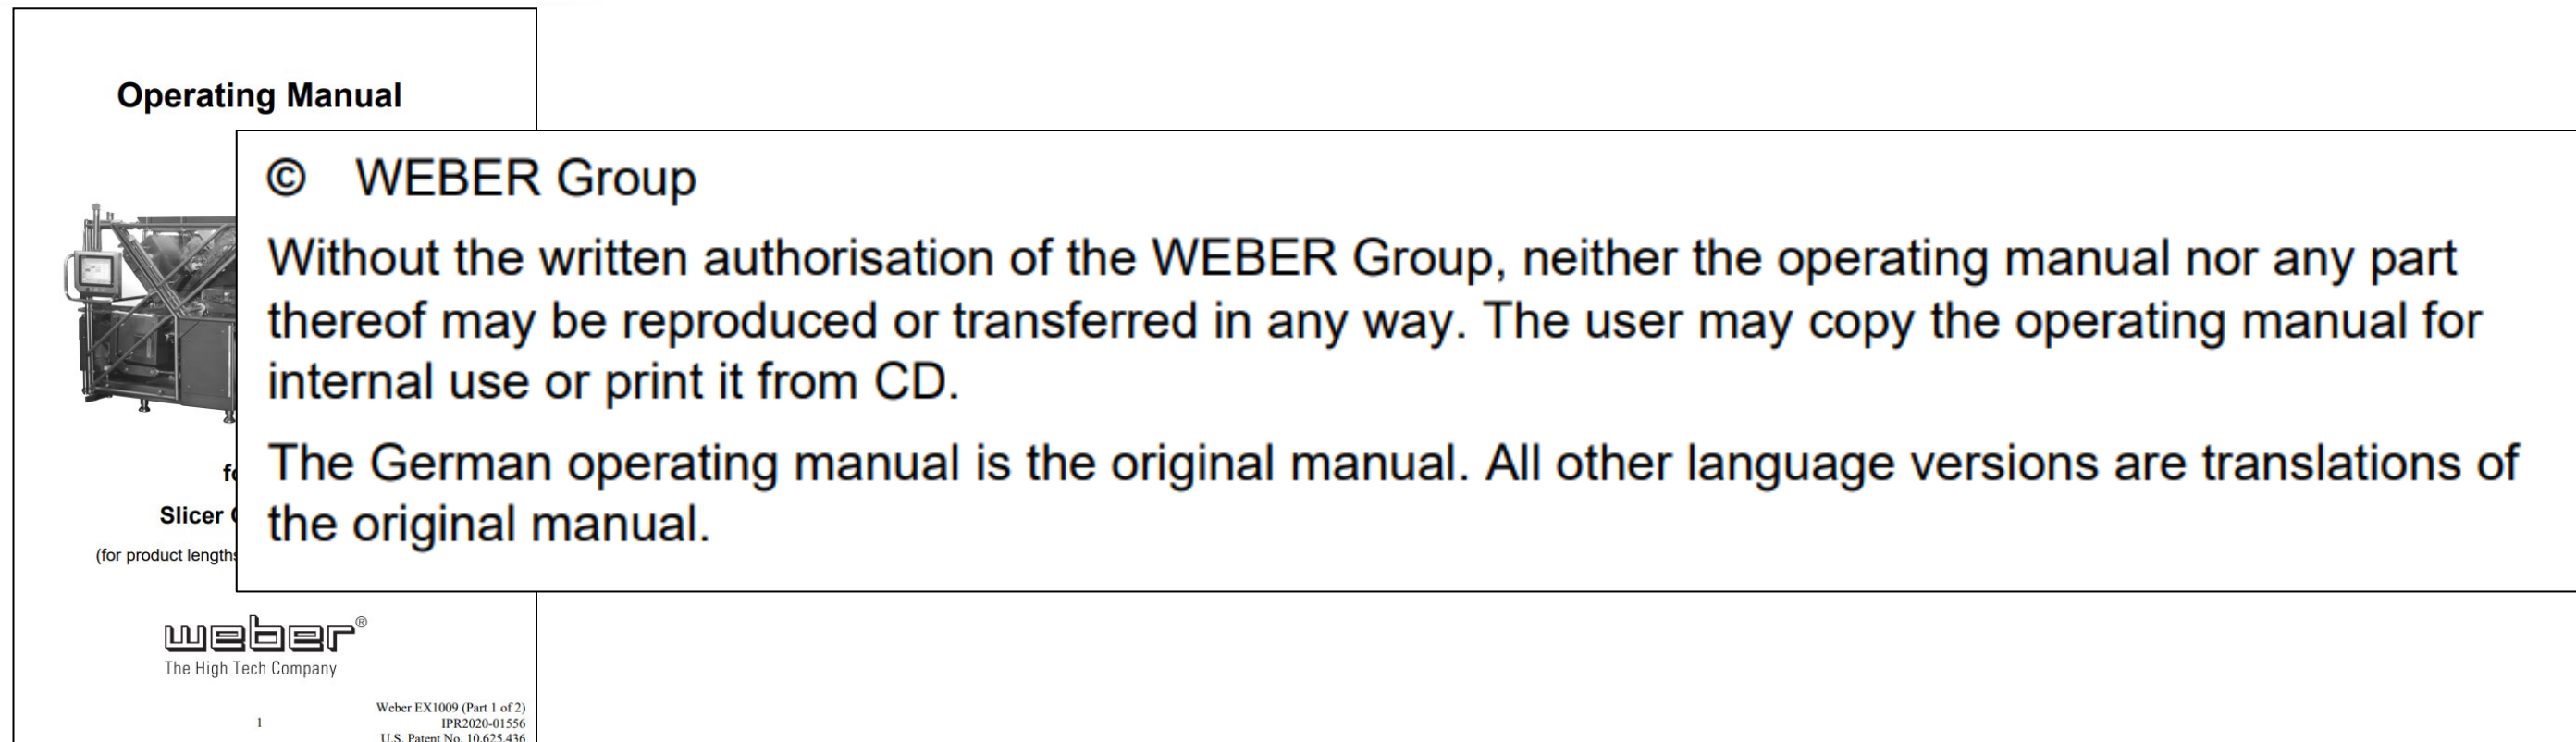 Operating Manual
© WEBER Group
Without the written authorisation of the WEBER Group, neither the operating manual nor any part
thereof may be reproduced or transferred in any way. The user may copy the operating manual for
internal use or print it from CD.
The German operating manual is the original manual. All other language versions are translations of
the original manual.
Slicer
(for product lengths
weber®
The High Tech Company
Weber EX1009 (Part 1 of 2)
1 IPR2020-01556
U.S. Patent No. 10,625,436